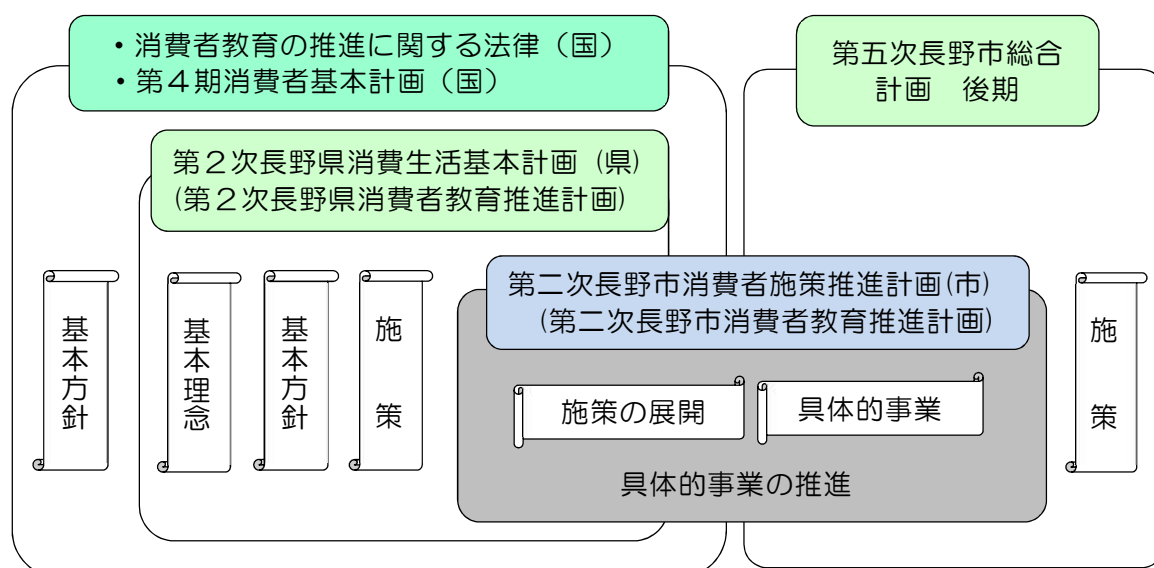 ・消費者教育の推進に関する法律（国）
・第４期消費者基本計画（国）
第五次長野市総合
計画　後期
第２次長野県消費生活基本計画（県）
(第２次長野県消費者教育推進計画)
第二次長野市消費者施策推進計画(市)
(第二次長野市消費者教育推進計画)
基本方針
基本理念
基本方針
施　策
施策の展開
具体的事業
具体的事業の推進
施　策